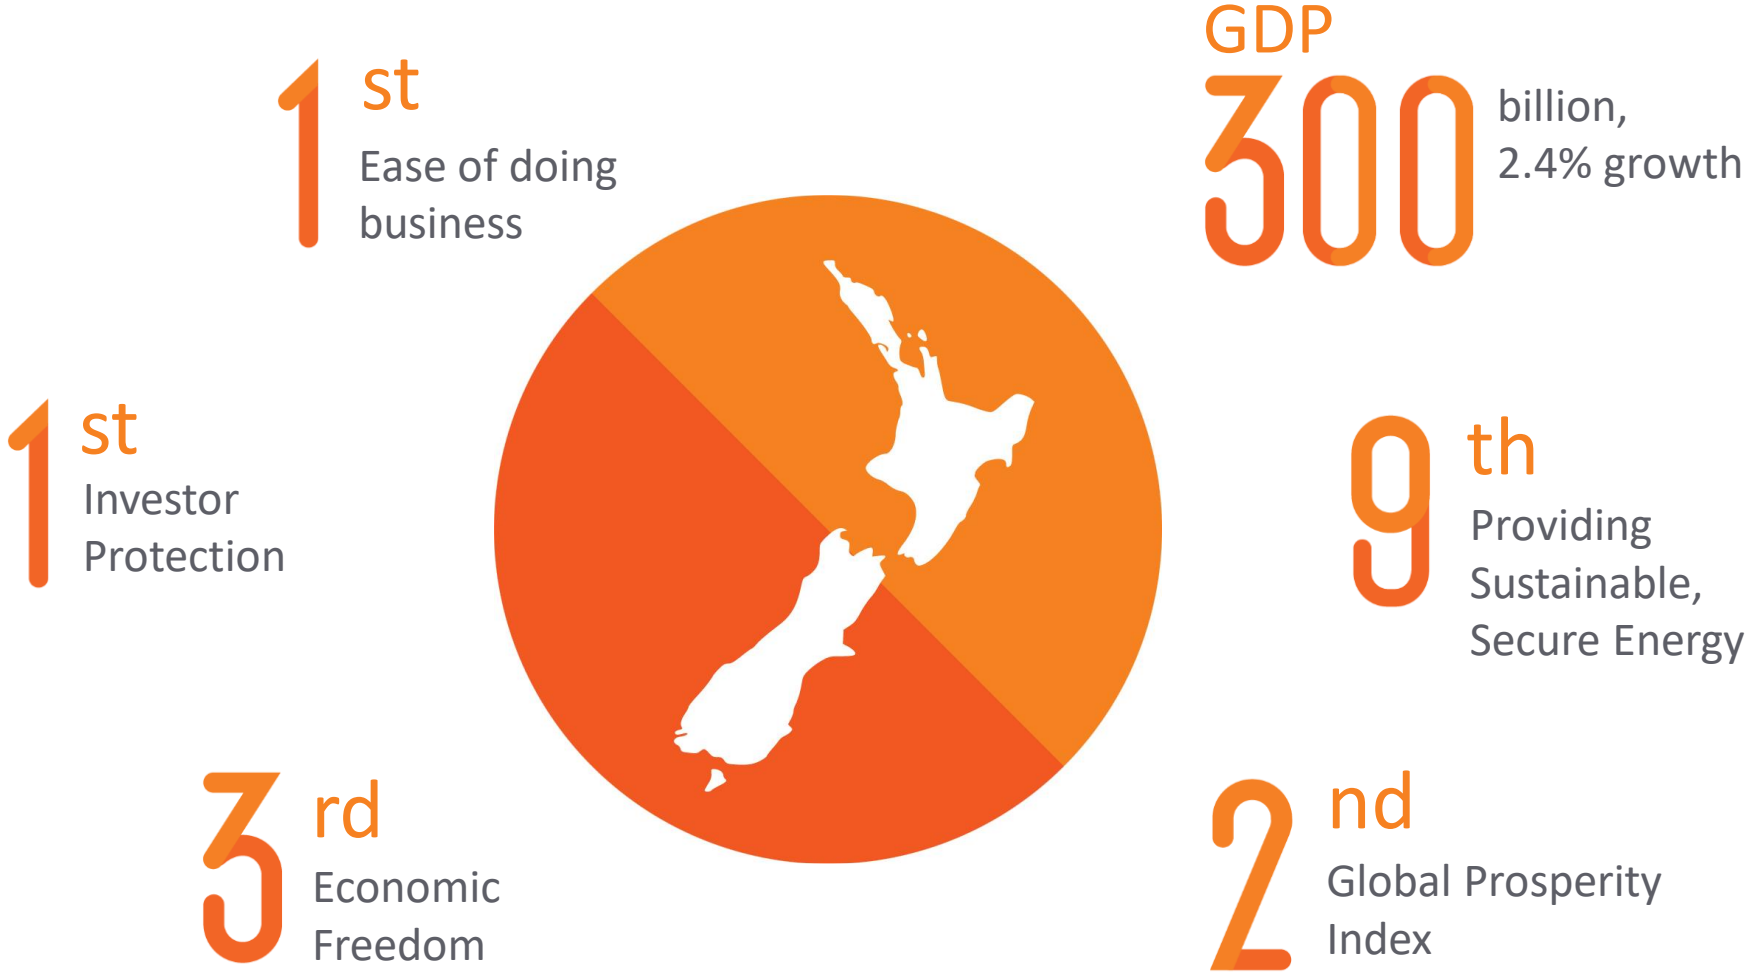 1st
Ease of doing
business
GDP
300 billion,
2.4% growth
1st
Investor
Protection
9th
Providing
Sustainable,
Secure Energy
3rd
Economic
Freedom
2nd
Global Prosperity
Index